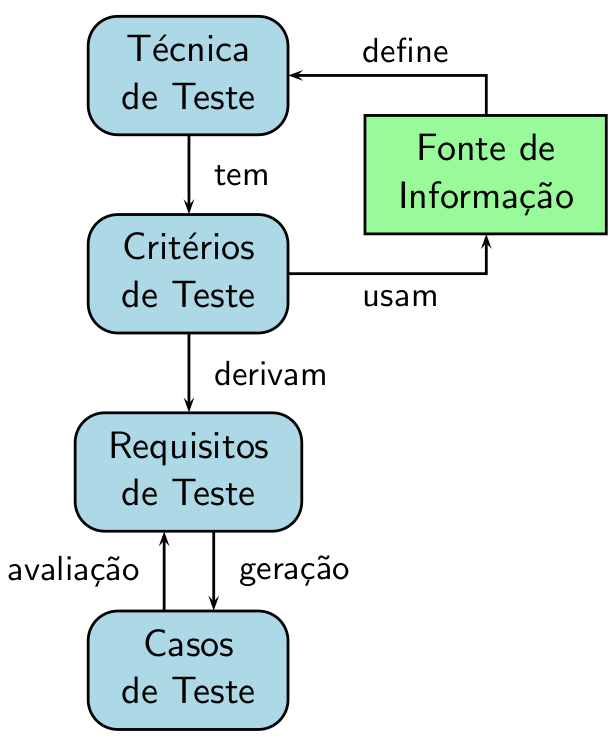 Técnica
de Teste
define
Fonte de
Informação
tem
Critérios
de Teste
usam
derivam
Requisitos
de Teste
avaliação
geração
Casos
de Teste